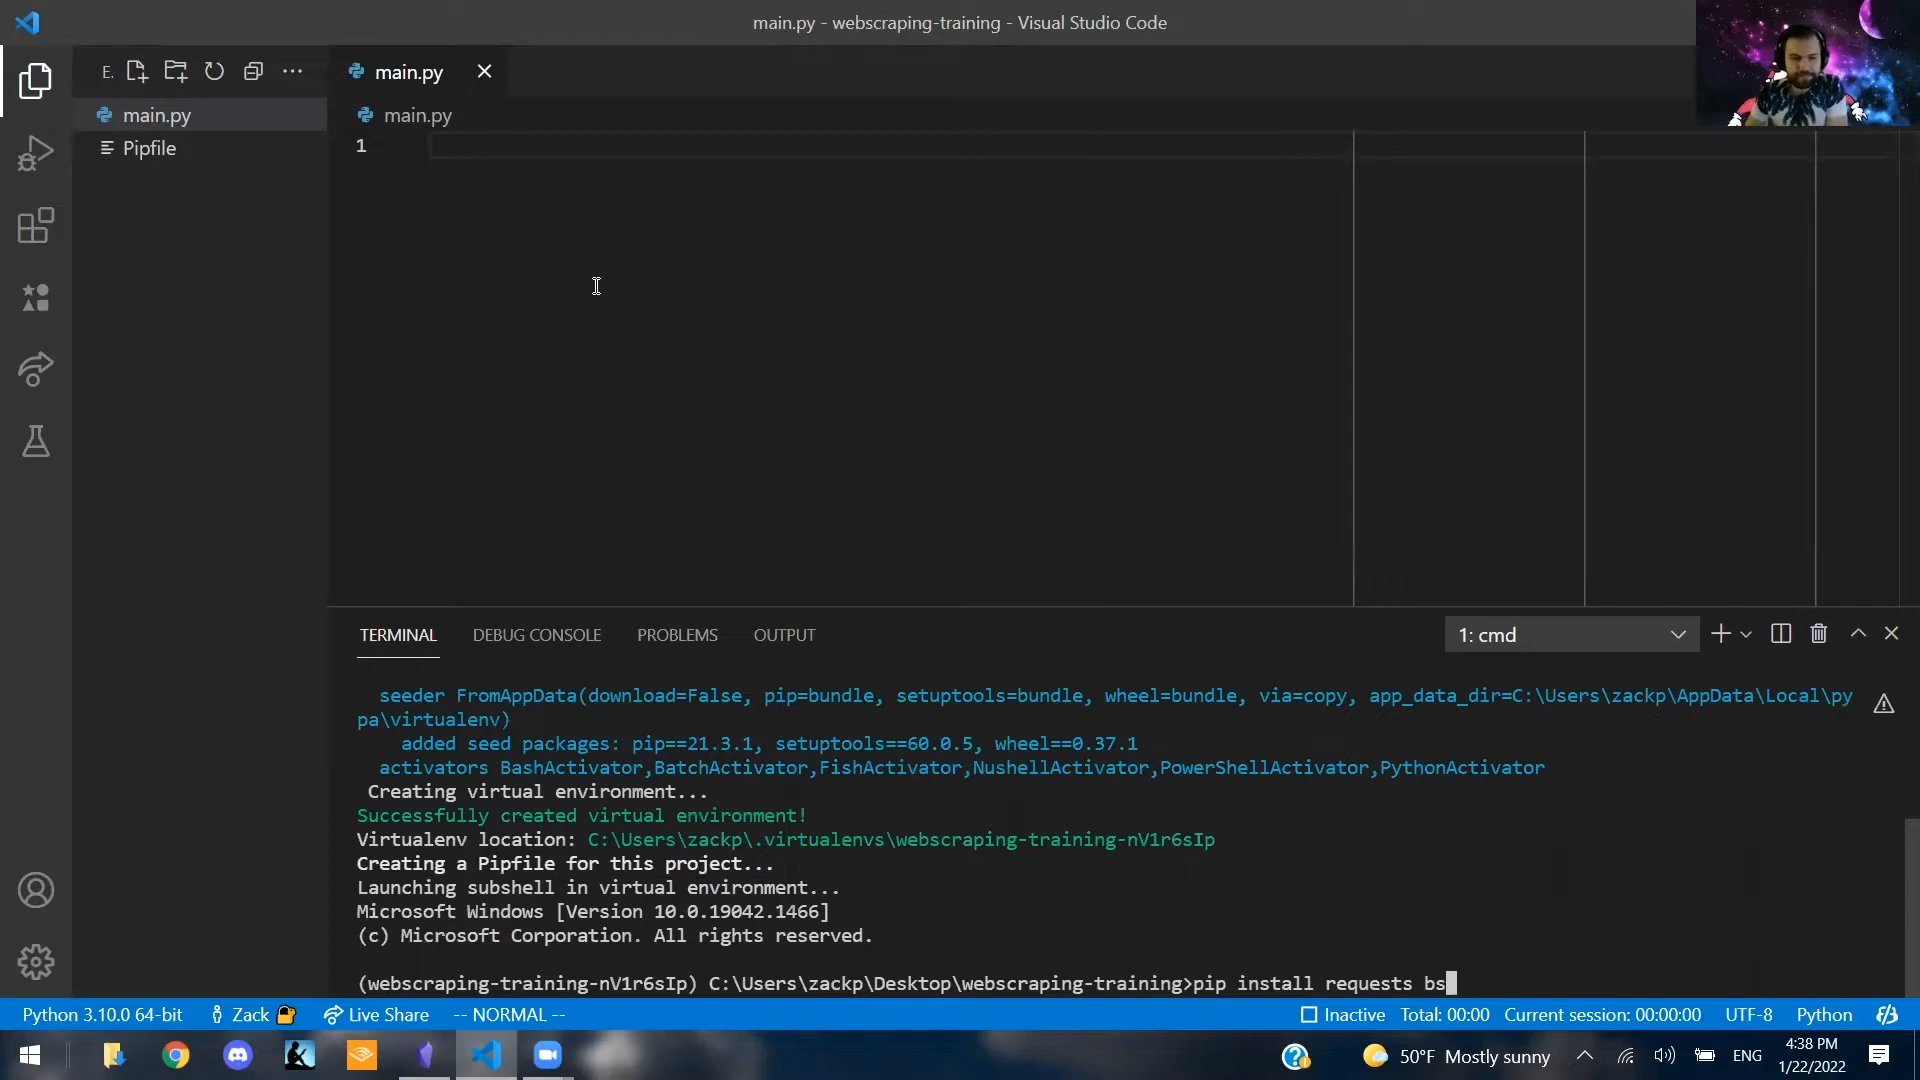 main.py - webscraping-training - Visual Studio Code
E.
main.py
main.py
main.py
1
Pipfile
TERMINAL
DEBUG CONSOLE
PROBLEMS
OUTPUT
1: cmd
seeder FromAppData(download=False, pip=bundle, setuptools=bundle, wheel=bundle, via=copy, app_data_dir=C:\Users\zackp\AppData\Local\py
pa\virtualenv)
added seed packages: pip==21.3.1, setuptools==60.0.5, wheel==0.37.1
activators BashActivator,BatchActivator,FishActivator,NushellActivator,PowerShellActivator,PythonActivator
Creating virtual environment...
Successfully created virtual environment!
Virtualenv location: C:\Users\zackp\.virtualenvs\webscraping-training-nV1r6sIp
Creating a Pipfile for this project...
Launching subshell in virtual environment...
Microsoft Windows [Version 10.0.19042.1466]
(c) Microsoft Corporation. All rights reserved.
(webscraping-training-nV1r6sIp) C:\Users\zackp\Desktop\webscraping-training>pip install requests bs
Python 3.10.0 64-bit
Zack
Live Share
-- NORMAL --
Inactive
Total: 00:00
Current session: 00:00:00
UTF-8
Python
50°F Mostly sunny
ENG
4:38 PM
1/22/2022